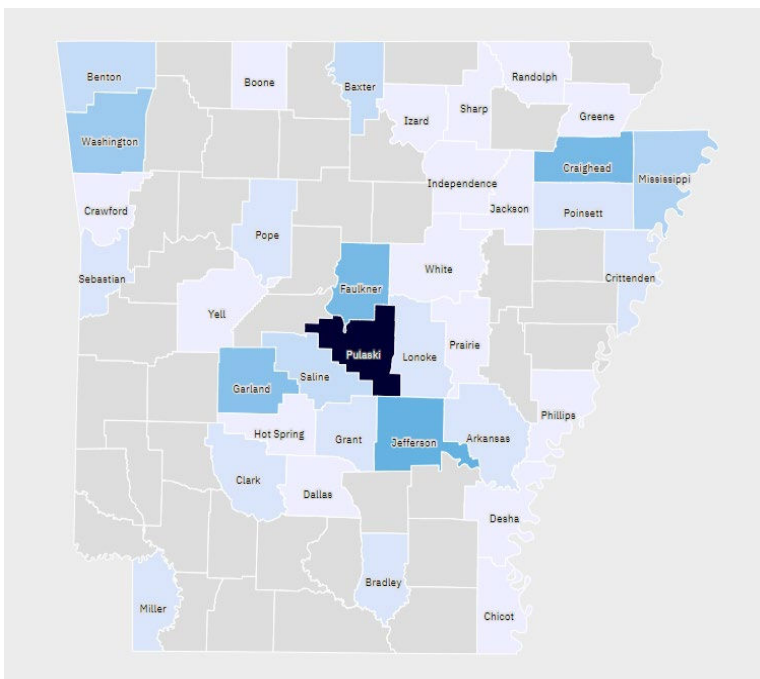 Benton
Boone
Baxter
Randolph
Sharp
Izard
Greene
Washington
Craighead
Mississippi
Independence
Jackson
Crawford
Poinsett
Pope
Sebastian
White
Crittenden
Faulkner
Yell
Prairie
Pulaski
Lonoke
Saline
Garland
Phillips
Hot Spring
Grant
Jefferson
Arkansas
Clark
Dallas
Desha
Bradley
Miller
Chicot